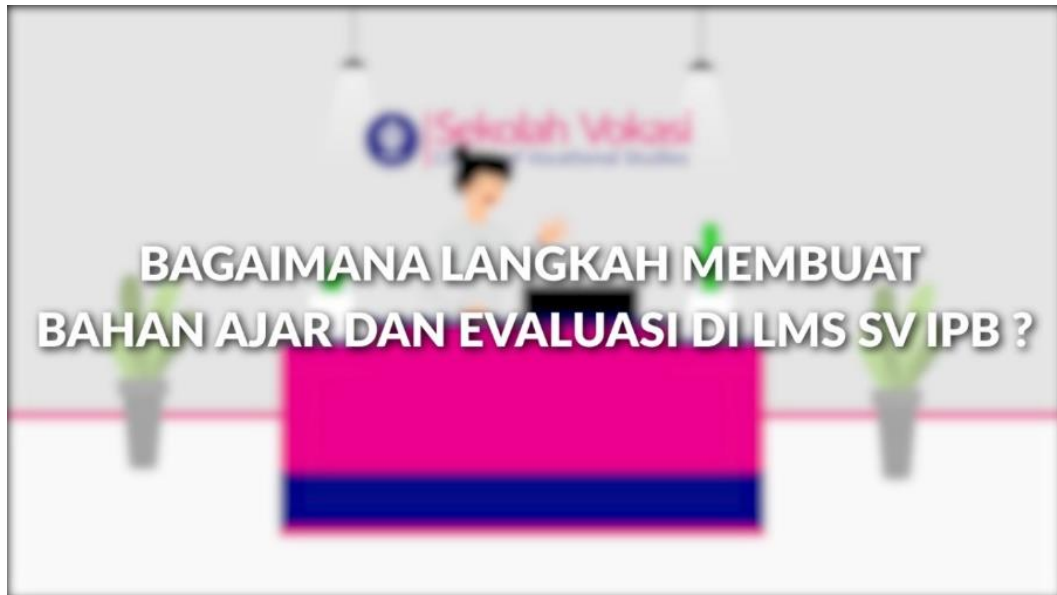 Sekolah Vokasi
BAGAIMANA LANGKAH MEMBUAT
BAHAN AJAR DAN EVALUASI DI LMS SV IPB ?